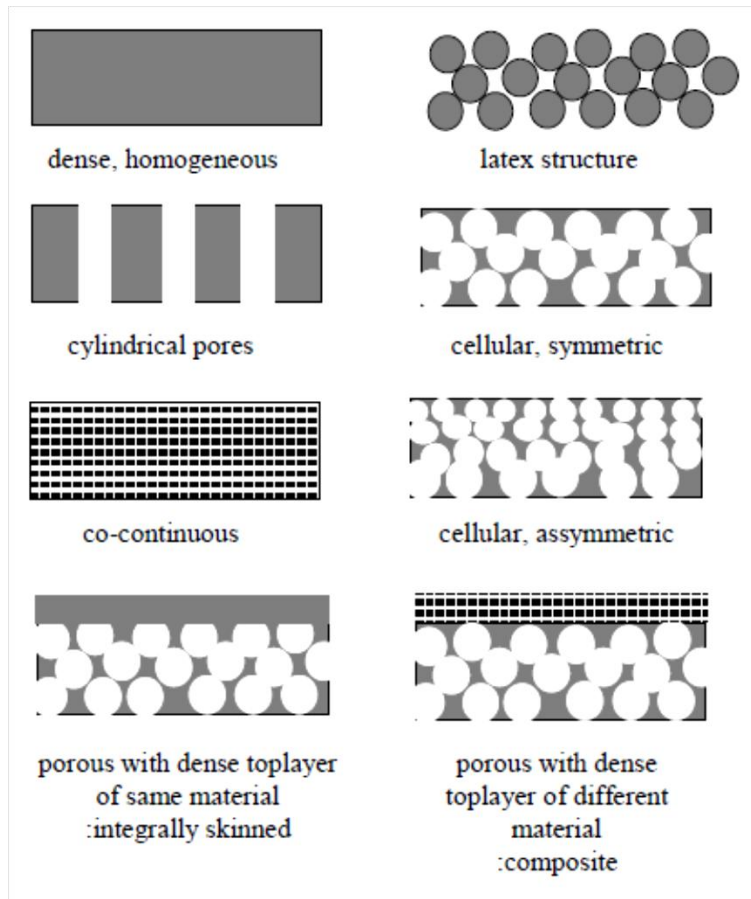 dense, homogeneous
latex structure
cylindrical pores
cellular, symmetric
co-continuous
cellular, assymmetric
porous with dense toplayer
of same material
:integrally skinned
porous with dense
toplayer of different
material
:composite